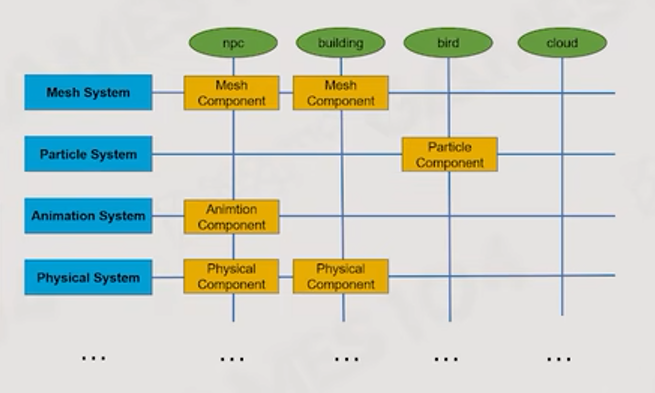 npc building bird cloud
Mesh System
Mesh
Component
Mesh
Component
Particle System
Particle
Component
Animation System
Animtion
Component
Physical System
Physical
Component
Physical
Component
... ... ... ... ...